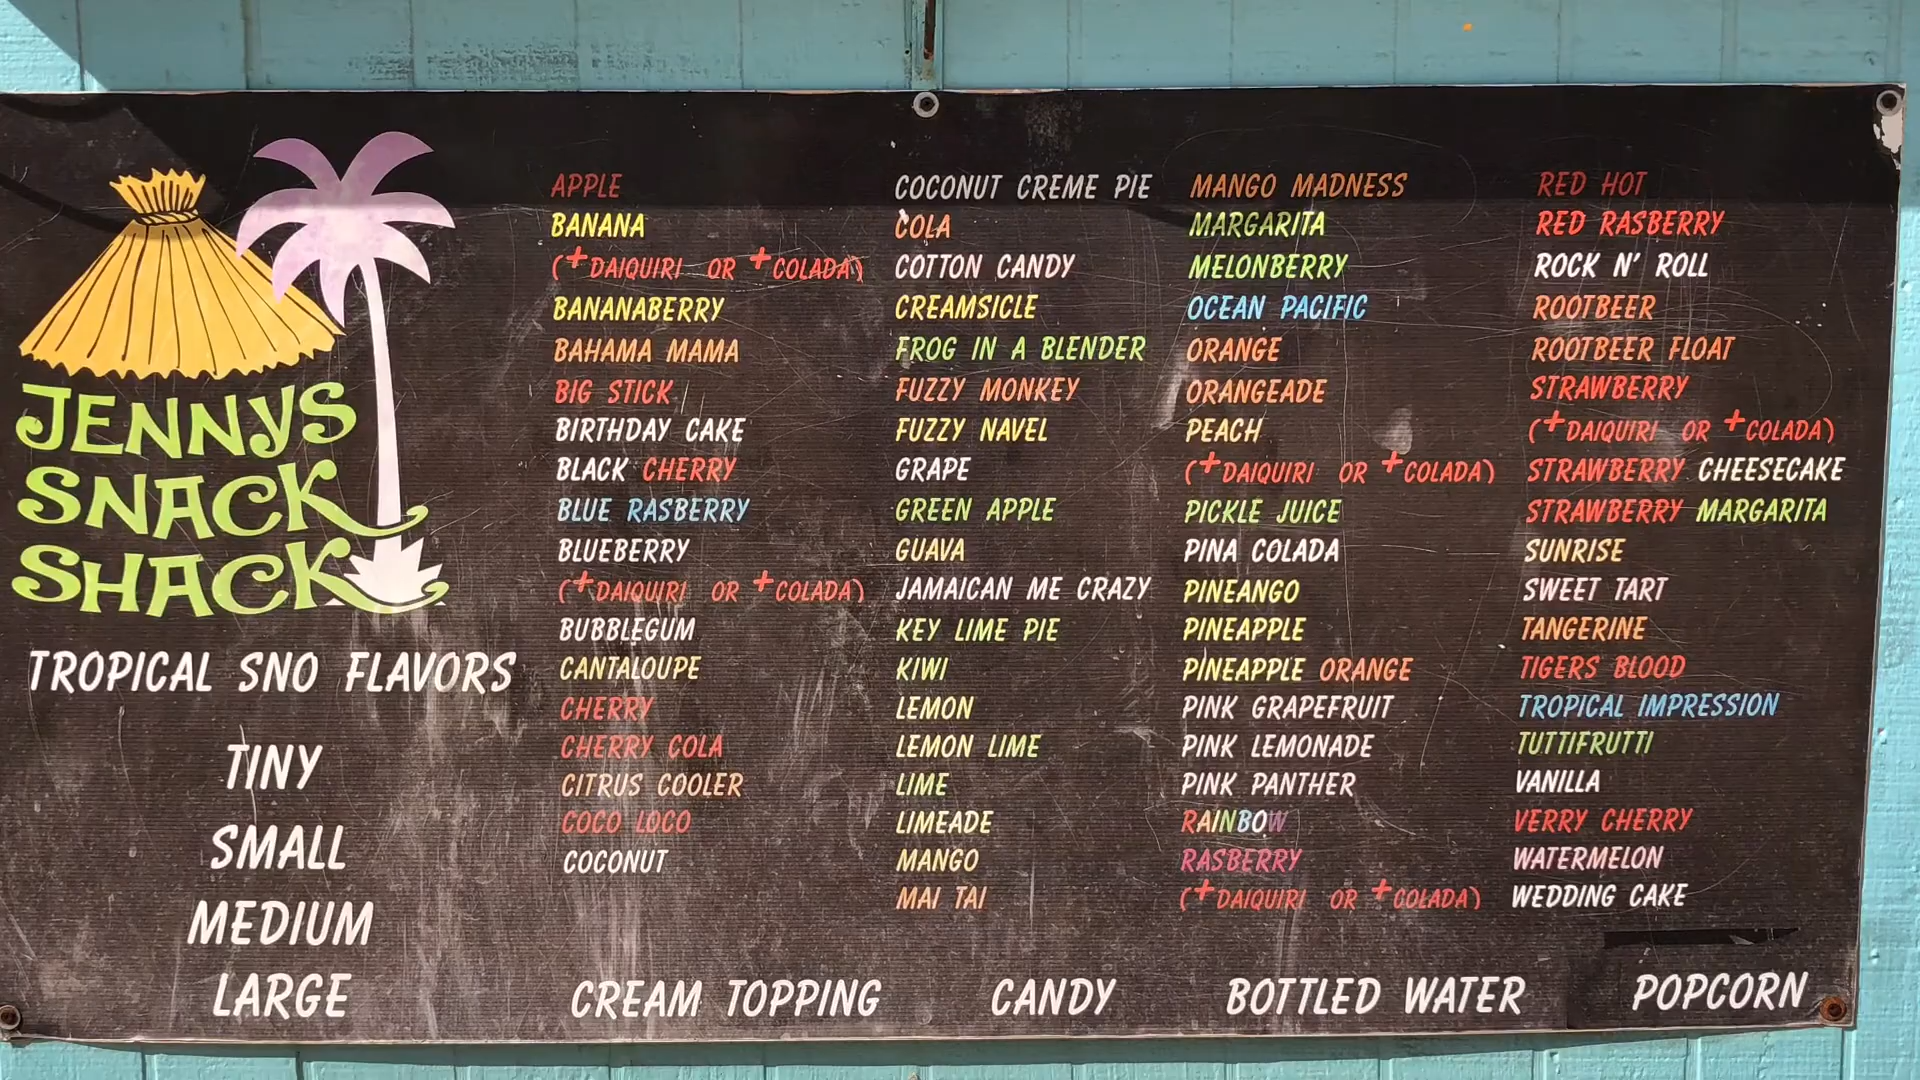 JENNYS
SNACK
SHACK
TROPICAL SNO FLAVORS
TINY
SMALL
MEDIUM
LARGE
APPLE
BANANA
(+DAIQUIRI OR +COLADA)
BANANABERRY
BAHAMA MAMA
BIG STICK
BIRTHDAY CAKE
BLACK CHERRY
BLUE RASBERRY
BLUEBERRY
(+DAIQUIRI OR +COLADA)
BUBBLEGUM
CANTALOUPE
CHERRY
CHERRY COLA
CITRUS COOLER
COCO LOCO
COCONUT
COCONUT CREME PIE
COLA
COTTON CANDY
CREAMSICLE
FROG IN A BLENDER
FUZZY MONKEY
FUZZY NAVEL
GRAPE
GREEN APPLE
GUAVA
JAMAICAN ME CRAZY
KEY LIME PIE
KIWI
LEMON
LEMON LIME
LIME
LIMEADE
MANGO
MAI TAI
MANGO MADNESS
MARGARITA
MELONBERRY
OCEAN PACIFIC
ORANGE
ORANGEADE
PEACH
(+DAIQUIRI OR +COLADA)
PICKLE JUICE
PINA COLADA
PINEANGO
PINEAPPLE
PINEAPPLE ORANGE
PINK GRAPEFRUIT
PINK LEMONADE
PINK PANTHER
RAINBOW
RASBERRY
(+DAIQUIRI OR +COLADA)
RED HOT
RED RASBERRY
ROCK N' ROLL
ROOTBEER
ROOTBEER FLOAT
STRAWBERRY
(+DAIQUIRI OR +COLADA)
STRAWBERRY CHEESECAKE
STRAWBERRY MARGARITA
SUNRISE
SWEET TART
TANGERINE
TIGERS BLOOD
TROPICAL IMPRESSION
TUTTIFRUTTI
VANILLA
VERRY CHERRY
WATERMELON
WEDDING CAKE
CREAM TOPPING
CANDY
BOTTLED WATER
POPCORN